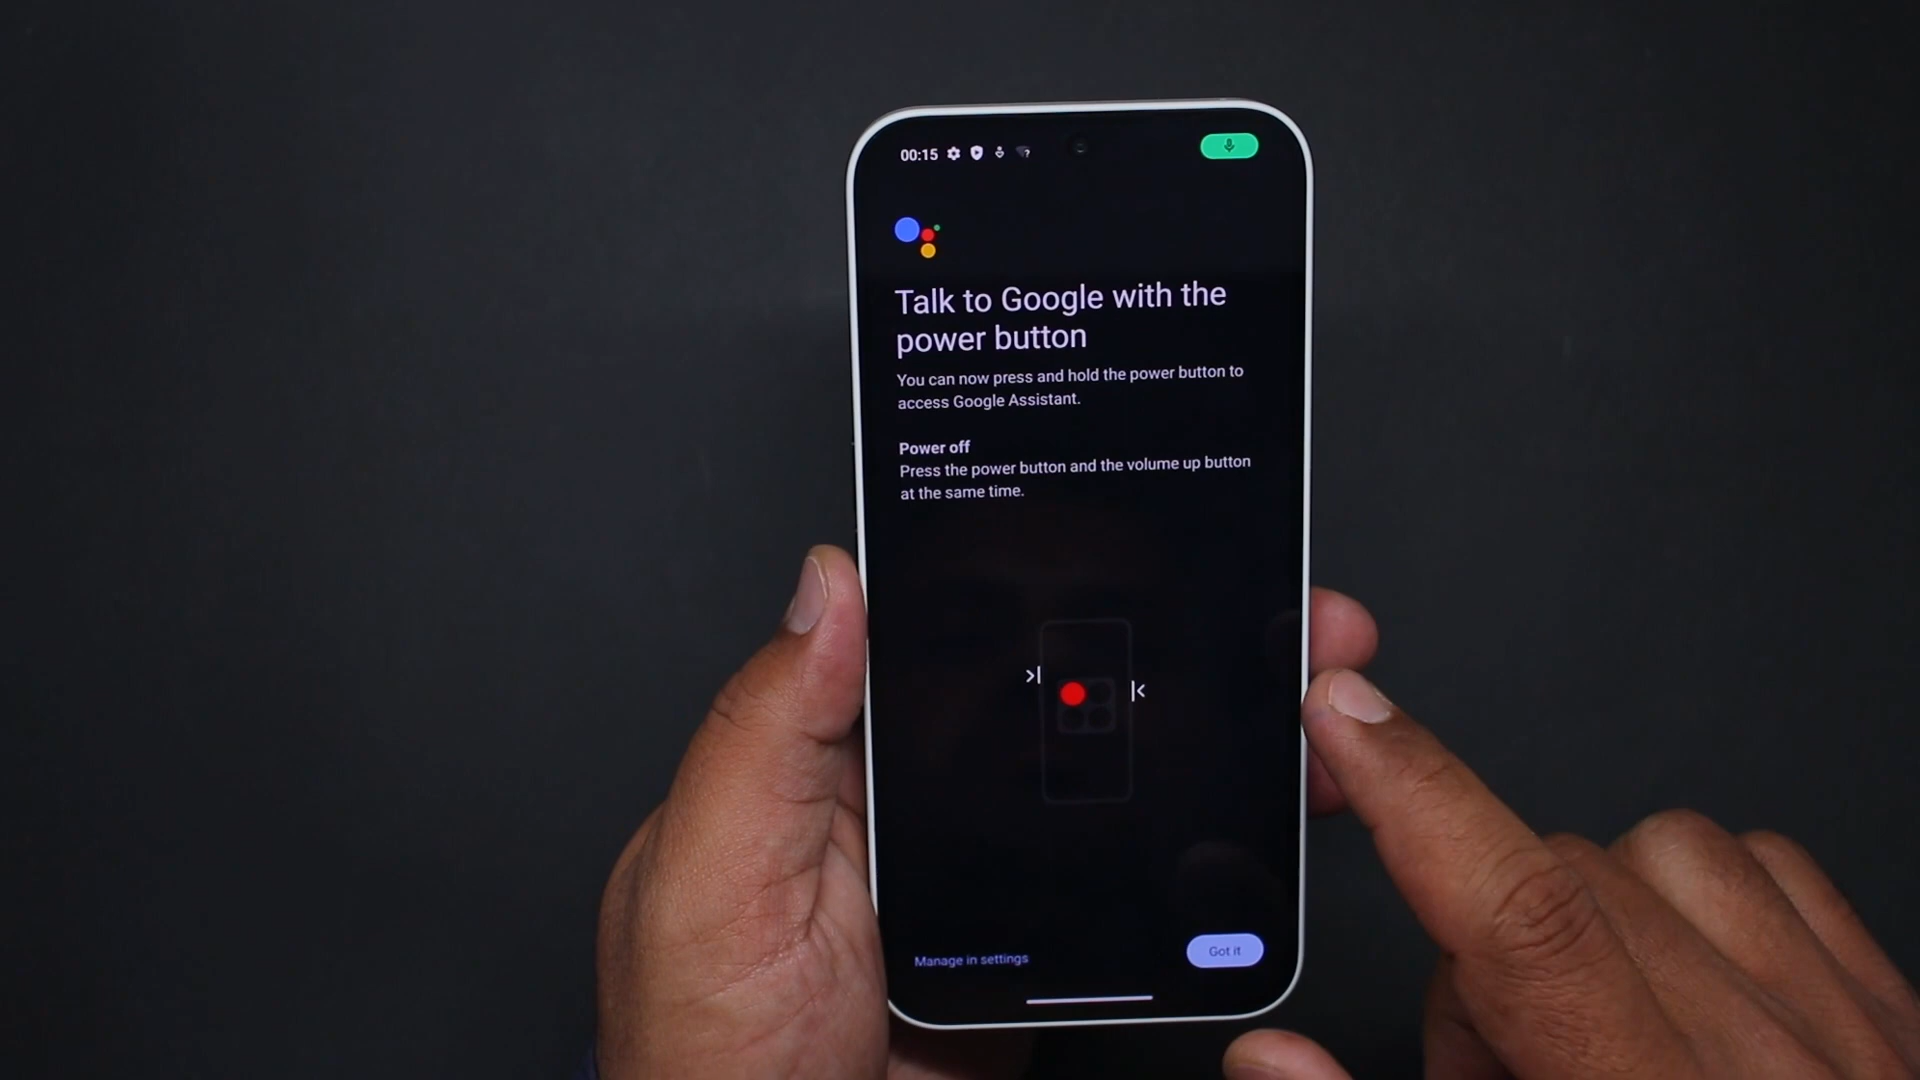 00:15
Talk to Google with the
power button
You can now press and hold the power button to
access Google Assistant.
Power off
Press the power button and the volume up button
at the same time.
Manage in settings
Got it